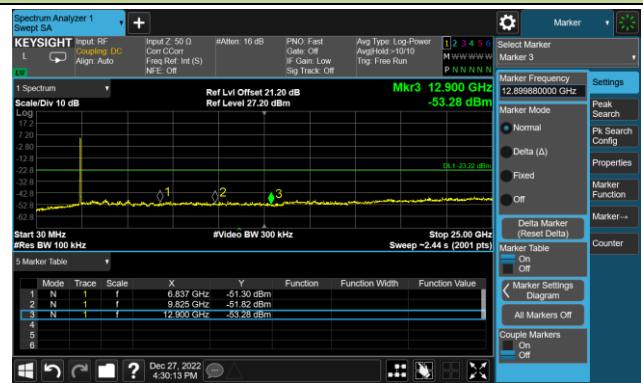 Spectrum Analyzer 1
Swept SA
Marker
KEYSIGHT Input: RF Input Z: 50 Ω #Atten: 16 dB PNO: Fast Avg Type: Log-Power 1 2 3 4 5 6
L Coupling: DC Corr CCorr Gate: Off Avg|Hold:>10/10 M W W W W W
Align: Auto Freq Ref: Int (S) IF Gain: Low Trig: Free Run
LW NFE: Off Sig Track: Off P N N N N N
Select Marker
Marker 3
1 Spectrum Ref Lvl Offset 21.20 dB Mkr3 12.900 GHz
Scale/Div 10 dB Ref Level 27.20 dBm -53.28 dBm
Log
17.2
7.20
-2.80
-12.8
-22.8
-32.8
-42.8
-52.8
-62.8
DL1 -23.22 dBm
1
2
3
Start 30 MHz #Video BW 300 kHz Stop 25.00 GHz
#Res BW 100 kHz Sweep ~2.44 s (2001 pts)
5 Marker Table
Mode Trace Scale X Y Function Function Width Function Value
1 N 1 f 6.837 GHz -51.30 dBm
2 N 1 f 9.825 GHz -51.82 dBm
3 N 1 f 12.900 GHz -53.28 dBm
4
5
6
Marker Frequency
12.899880000 GHz
Marker Mode
Normal
Delta (Δ)
Fixed
Off
Delta Marker
(Reset Delta)
Marker Table
On
Off
Marker Settings
Diagram
All Markers Off
Couple Markers
On
Off
Settings
Peak
Search
Pk Search
Config
Properties
Marker
Function
Marker→
Counter
? Dec 27, 2022
4:30:13 PM